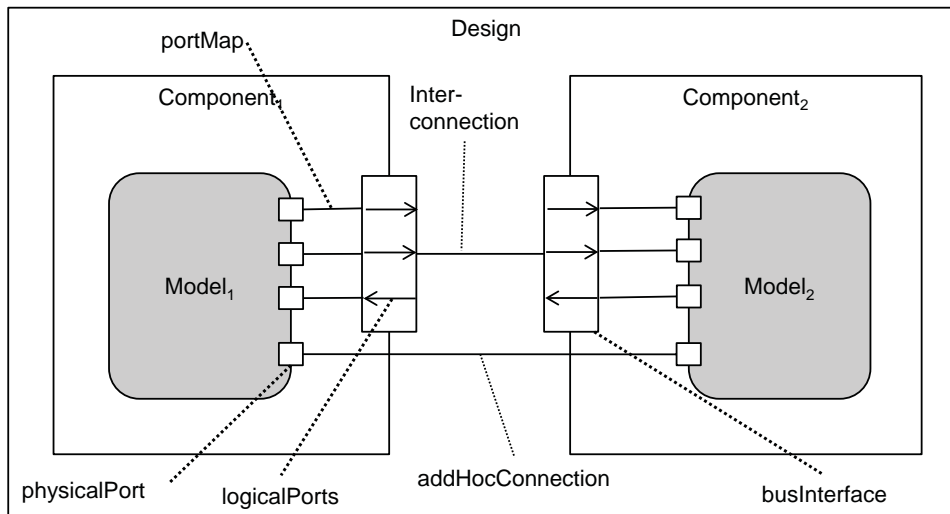 Design
portMap
Component₁
Inter-
connection
Component₂
Model₁
Model₂
physicalPort
logicalPorts
addHocConnection
busInterface